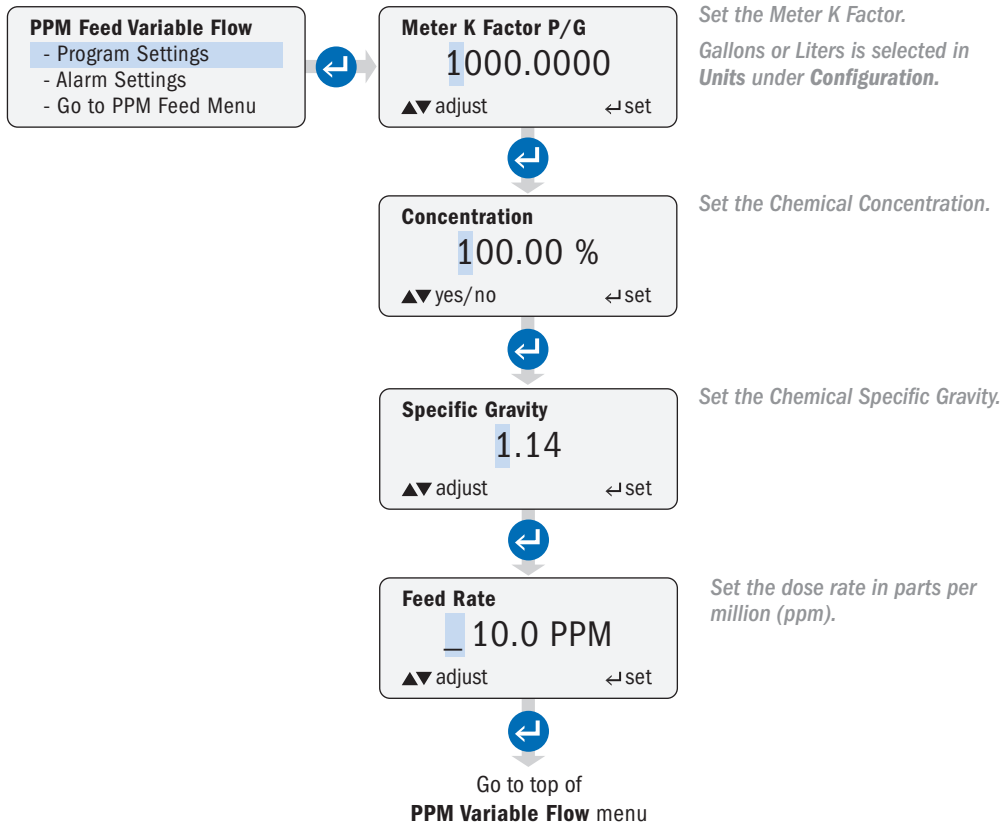 PPM Feed Variable Flow
- Program Settings
- Alarm Settings
- Go to PPM Feed Menu
Meter K Factor P/G
1000.0000
▲▼ adjust ↵ set
Set the Meter K Factor.
Gallons or Liters is selected in
Units under Configuration.
Concentration
100.00 %
▲▼ yes/no ↵ set
Set the Chemical Concentration.
Specific Gravity
1.14
▲▼ adjust ↵ set
Set the Chemical Specific Gravity.
Feed Rate
_ 10.0 PPM
▲▼ adjust ↵ set
Set the dose rate in parts per
million (ppm).
Go to top of
PPM Variable Flow menu